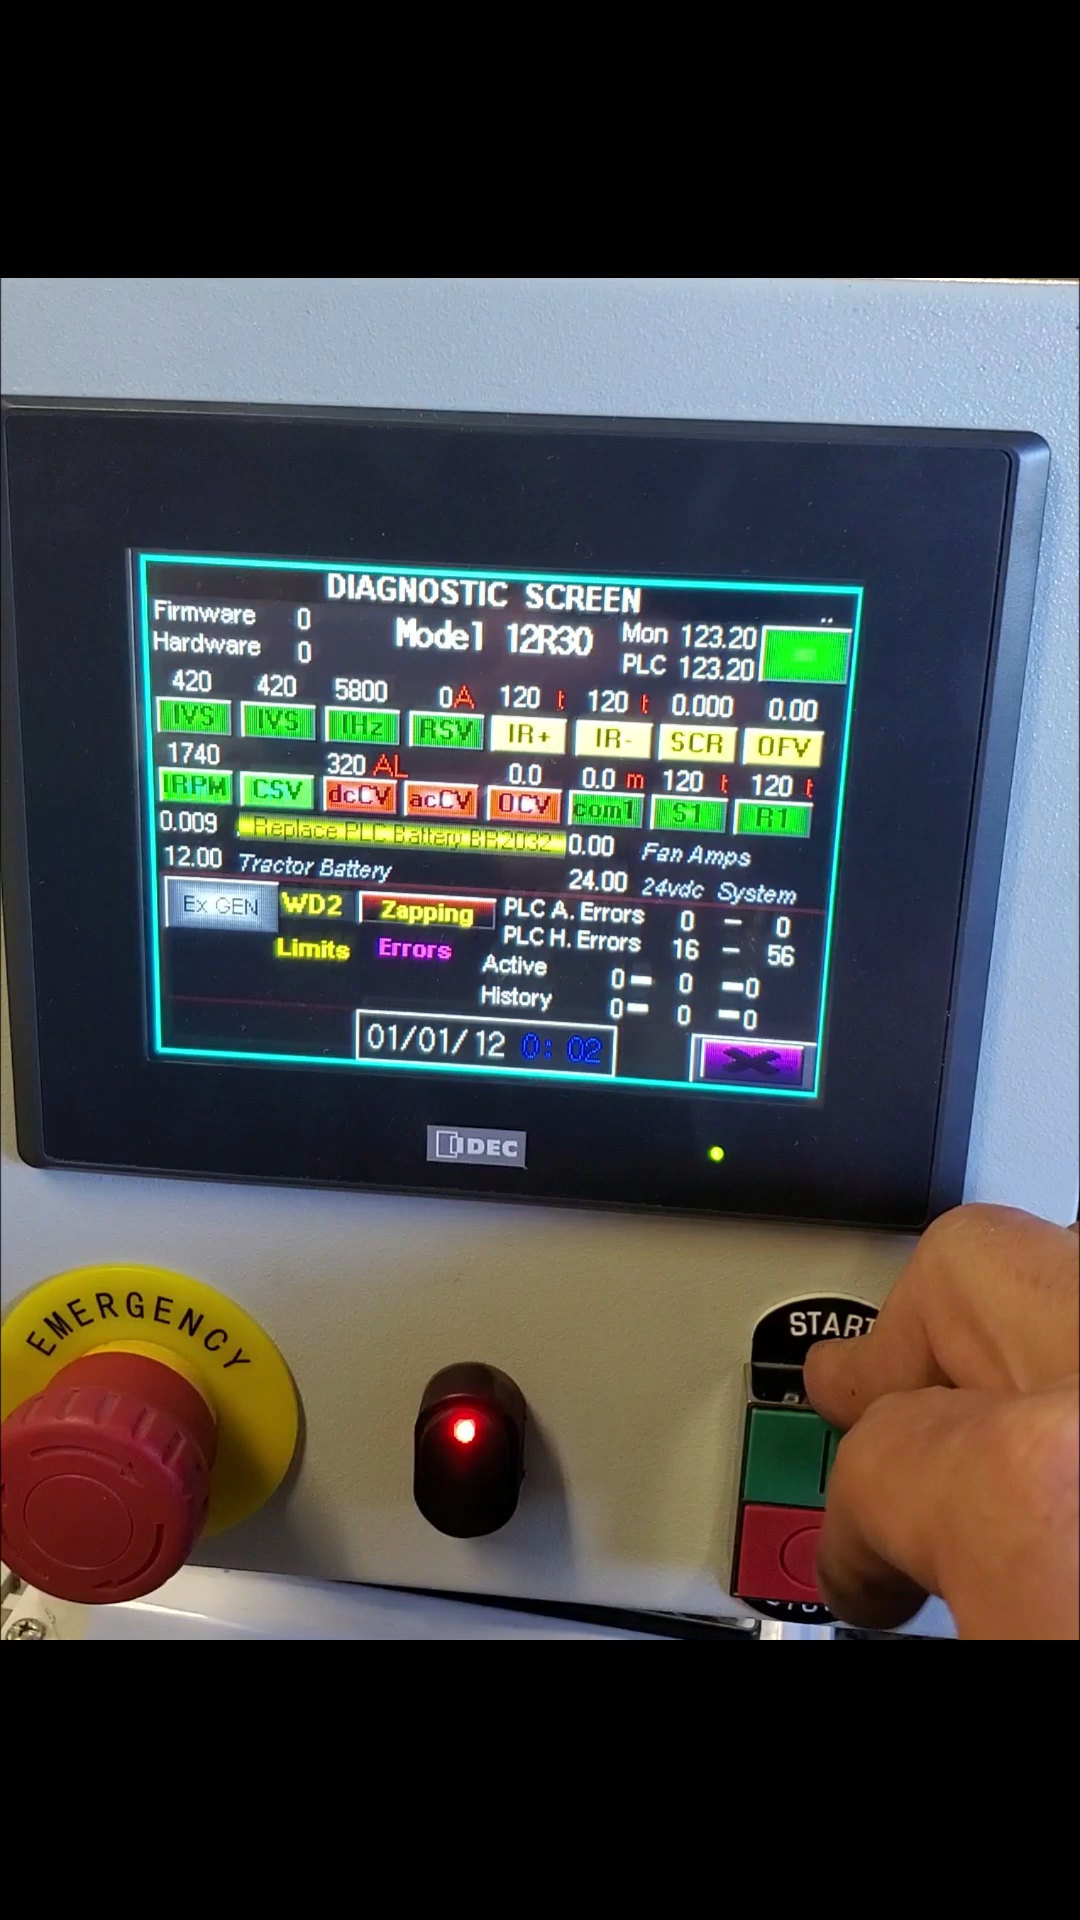 DIAGNOSTIC SCREEN
Firmware 0
Hardware 0
Model 12R30
Mon 123.20
PLC 123.20
420 420 5800 0A 120 t 120 t 0.000 0.00
IVS IVS IHz RSV IR+ IR- SCR OFV
1740 320 AL 0.0 0.0 m 120 t 120 t
IRPM CSV dcCV acCV OCV com1 S1 R1
0.009 Replace PLC Battery BR2032 0.00 Fan Amps
12.00 Tractor Battery 24.00 24vdc System
Ex GEN WD2 Zapping PLC A. Errors 0 - 0
PLC H. Errors 16 - 56
Limits Errors
Active 0- 0 -0
History 0- 0 -0
01/01/12 0:02
IDEC
EMERGENCY
START